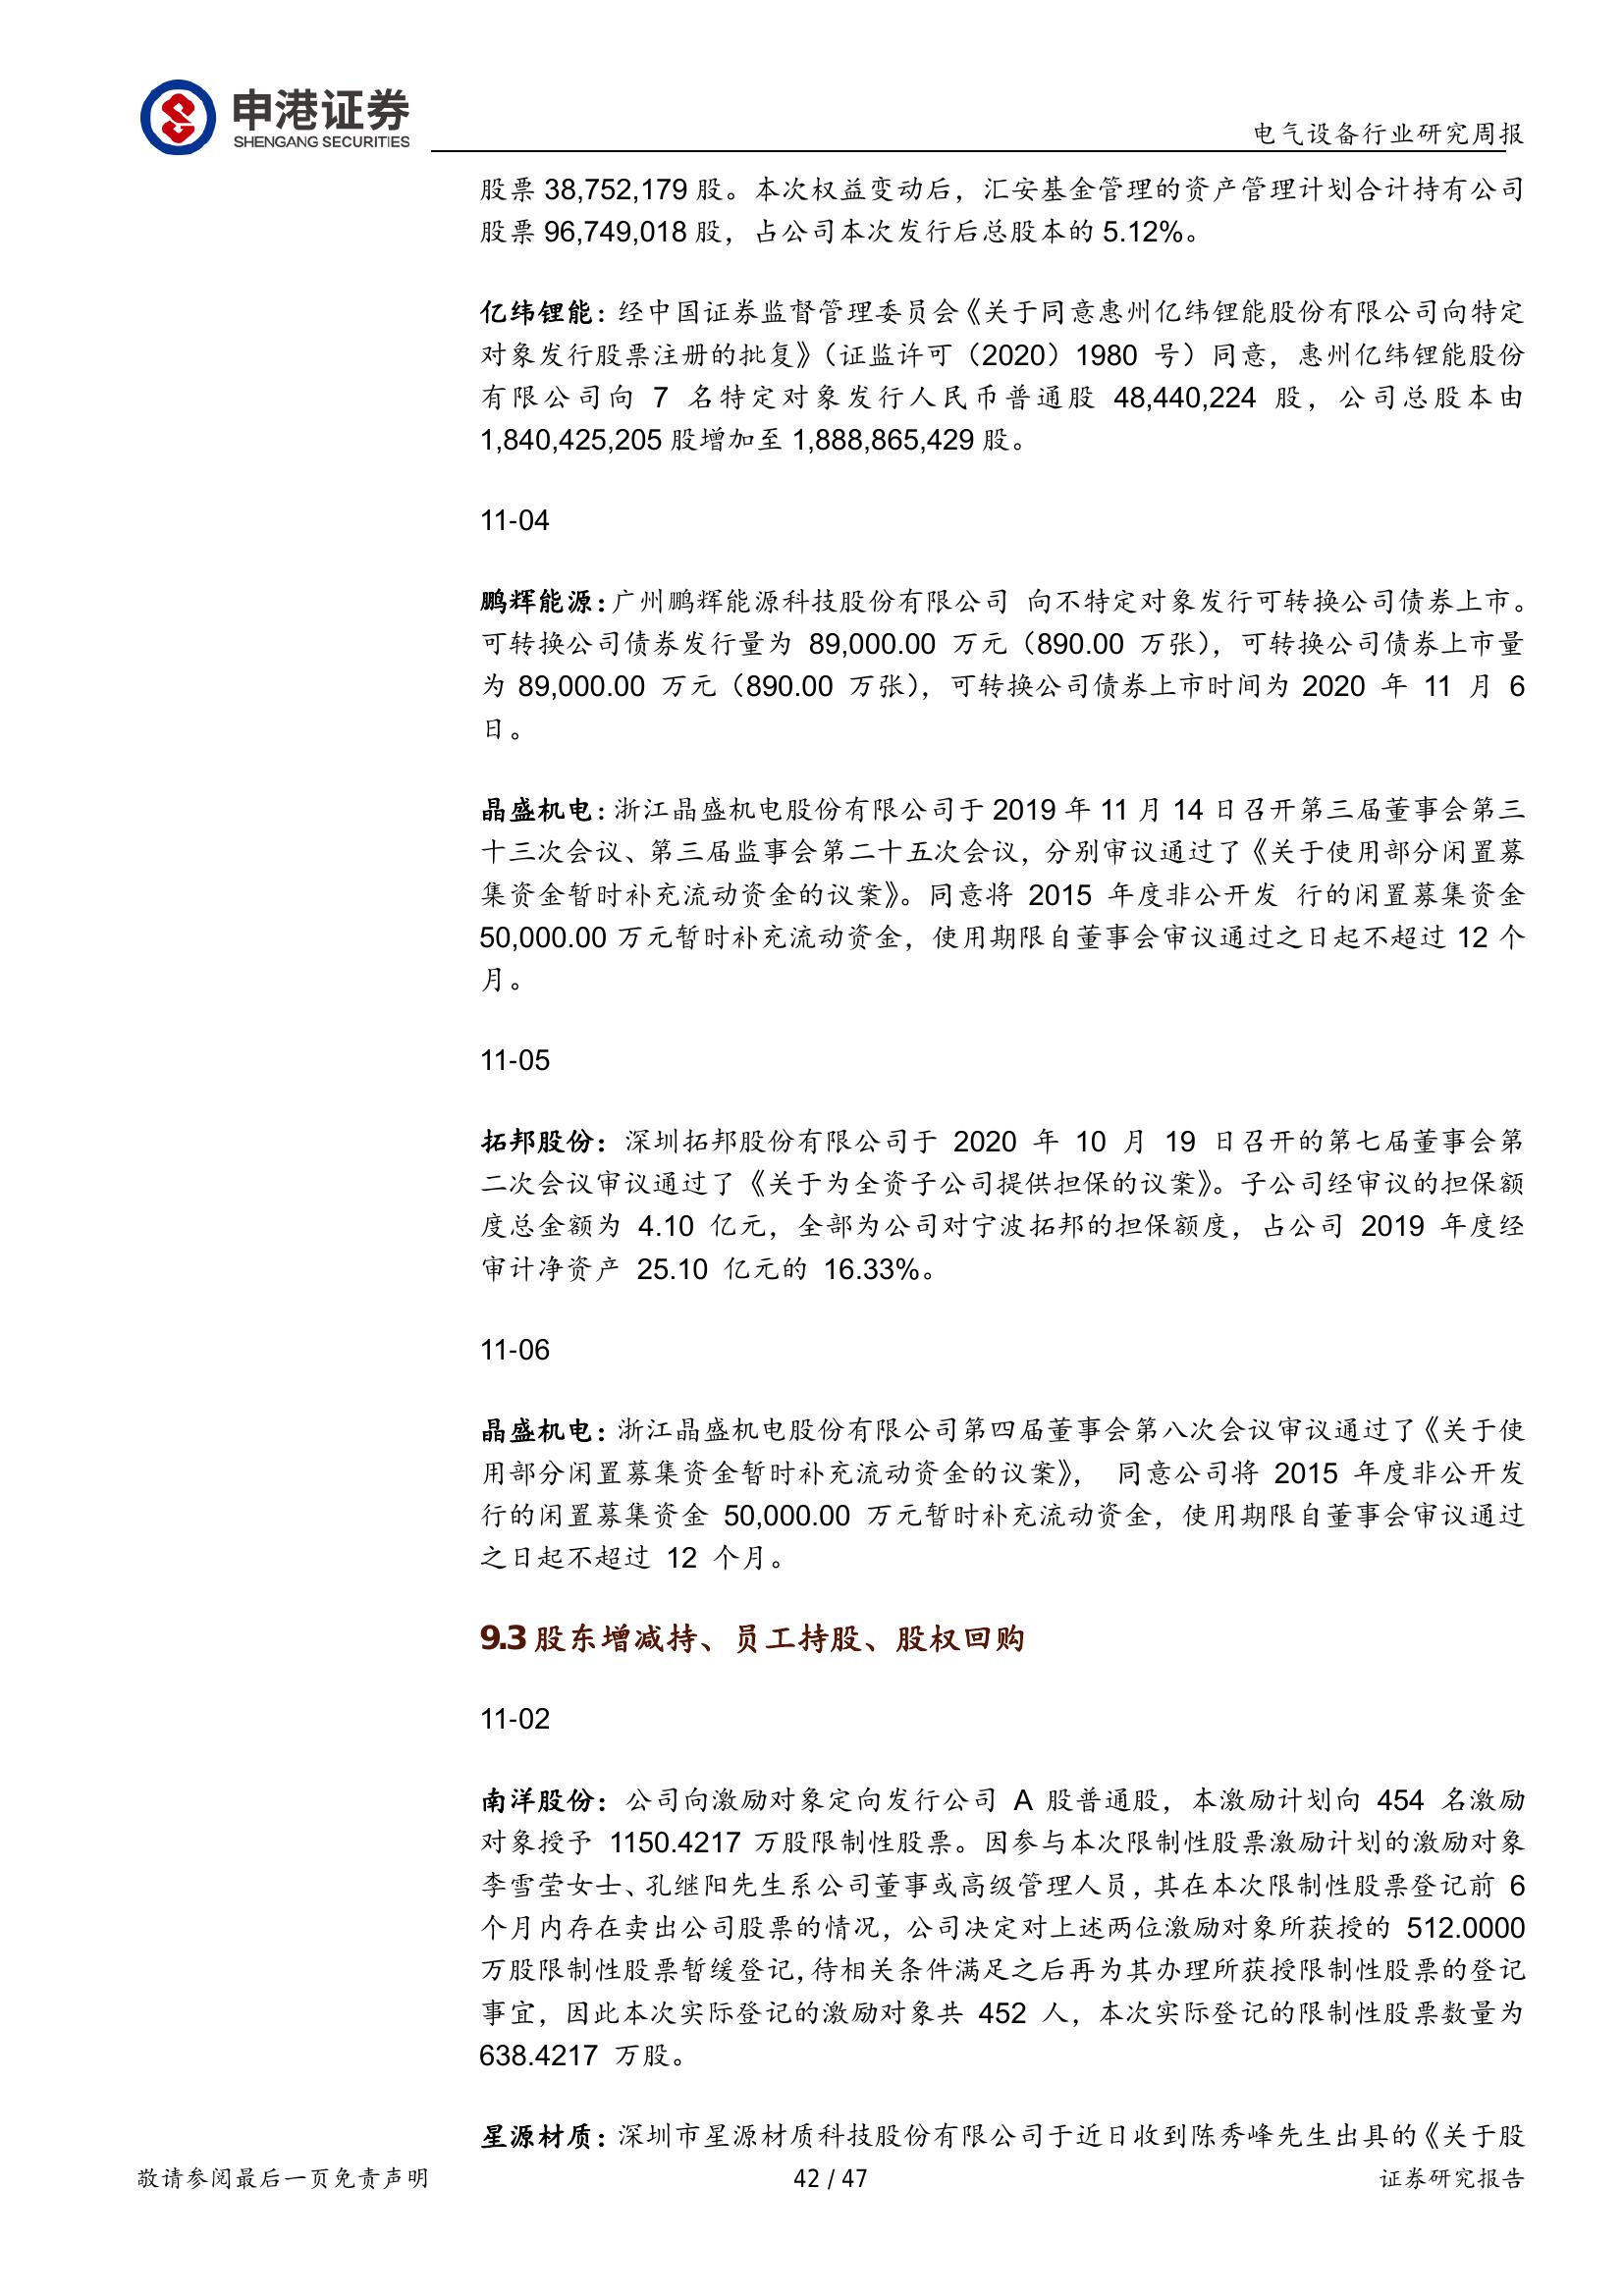 申港证券
SHENGANG SECURITIES
电气设备行业研究周报
股票 38,752,179 股。本次权益变动后，汇安基金管理的资产管理计划合计持有公司
股票 96,749,018 股，占公司本次发行后总股本的 5.12%。
亿纬锂能：经中国证券监督管理委员会《关于同意惠州亿纬锂能股份有限公司向特定
对象发行股票注册的批复》（证监许可（2020）1980 号）同意，惠州亿纬锂能股份
有限公司向 7 名特定对象发行人民币普通股 48,440,224 股，公司总股本由
1,840,425,205 股增加至 1,888,865,429 股。
11-04
鹏辉能源：广州鹏辉能源科技股份有限公司 向不特定对象发行可转换公司债券上市。
可转换公司债券发行量为 89,000.00 万元（890.00 万张），可转换公司债券上市量
为 89,000.00 万元（890.00 万张），可转换公司债券上市时间为 2020 年 11 月 6
日。
晶盛机电：浙江晶盛机电股份有限公司于 2019 年 11 月 14 日召开第三届董事会第三
十三次会议、第三届监事会第二十五次会议，分别审议通过了《关于使用部分闲置募
集资金暂时补充流动资金的议案》。同意将 2015 年度非公开发 行的闲置募集资金
50,000.00 万元暂时补充流动资金，使用期限自董事会审议通过之日起不超过 12 个
月。
11-05
拓邦股份：深圳拓邦股份有限公司于 2020 年 10 月 19 日召开的第七届董事会第
二次会议审议通过了《关于为全资子公司提供担保的议案》。子公司经审议的担保额
度总金额为 4.10 亿元，全部为公司对宁波拓邦的担保额度，占公司 2019 年度经
审计净资产 25.10 亿元的 16.33%。
11-06
晶盛机电：浙江晶盛机电股份有限公司第四届董事会第八次会议审议通过了《关于使
用部分闲置募集资金暂时补充流动资金的议案》， 同意公司将 2015 年度非公开发
行的闲置募集资金 50,000.00 万元暂时补充流动资金，使用期限自董事会审议通过
之日起不超过 12 个月。
9.3 股东增减持、员工持股、股权回购
11-02
南洋股份：公司向激励对象定向发行公司 A 股普通股，本激励计划向 454 名激励
对象授予 1150.4217 万股限制性股票。因参与本次限制性股票激励计划的激励对象
李雪莹女士、孔继阳先生系公司董事或高级管理人员，其在本次限制性股票登记前 6
个月内存在卖出公司股票的情况，公司决定对上述两位激励对象所获授的 512.0000
万股限制性股票暂缓登记，待相关条件满足之后再为其办理所获授限制性股票的登记
事宜，因此本次实际登记的激励对象共 452 人，本次实际登记的限制性股票数量为
638.4217 万股。
星源材质：深圳市星源材质科技股份有限公司于近日收到陈秀峰先生出具的《关于股
敬请参阅最后一页免责声明
42 / 47
证券研究报告